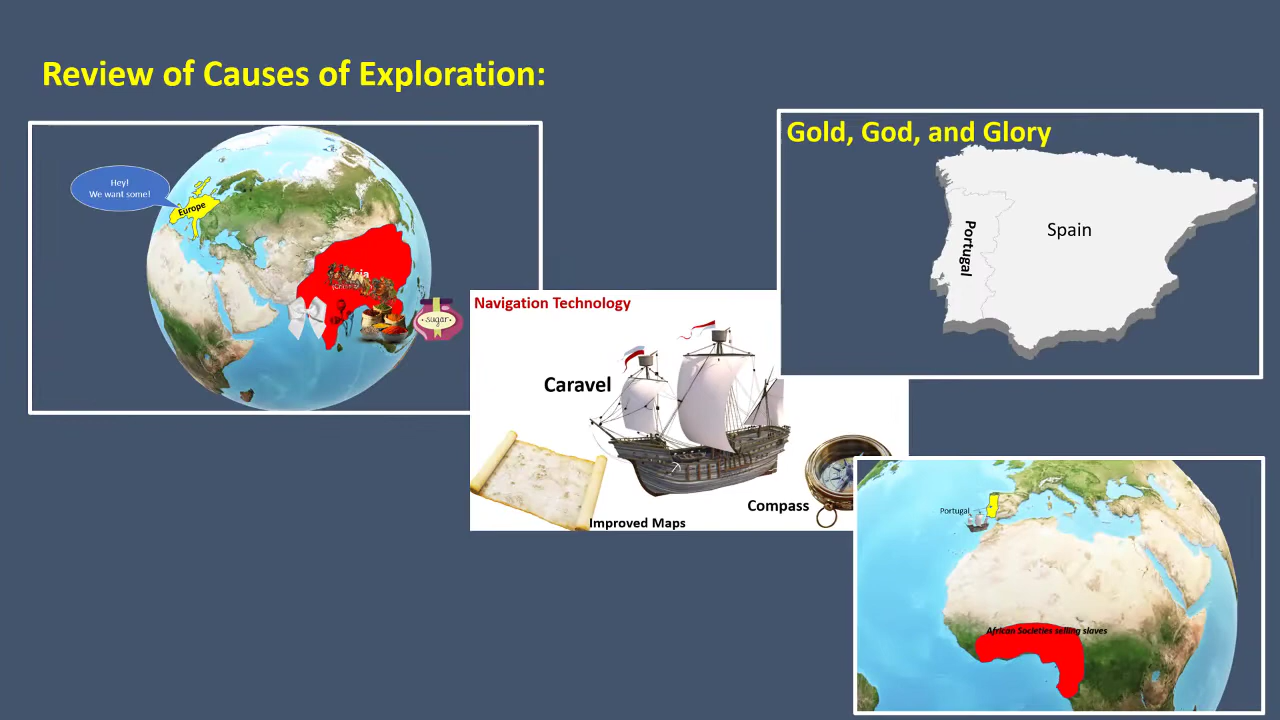 Review of Causes of Exploration:
Hey!
We want some!
Europe
sugar
Gold, God, and Glory
Portugal
Spain
Navigation Technology
Caravel
Compass
Improved Maps
Portugal
African Societies selling slaves